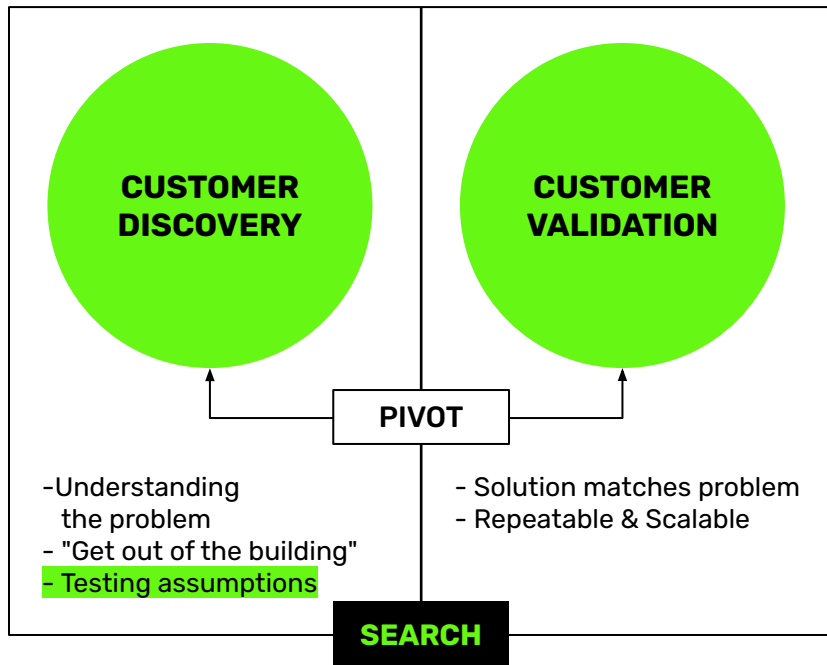 CUSTOMER
DISCOVERY
CUSTOMER
VALIDATION
PIVOT
-Understanding
the problem
- "Get out of the building"
- Testing assumptions
- Solution matches problem
- Repeatable & Scalable
SEARCH